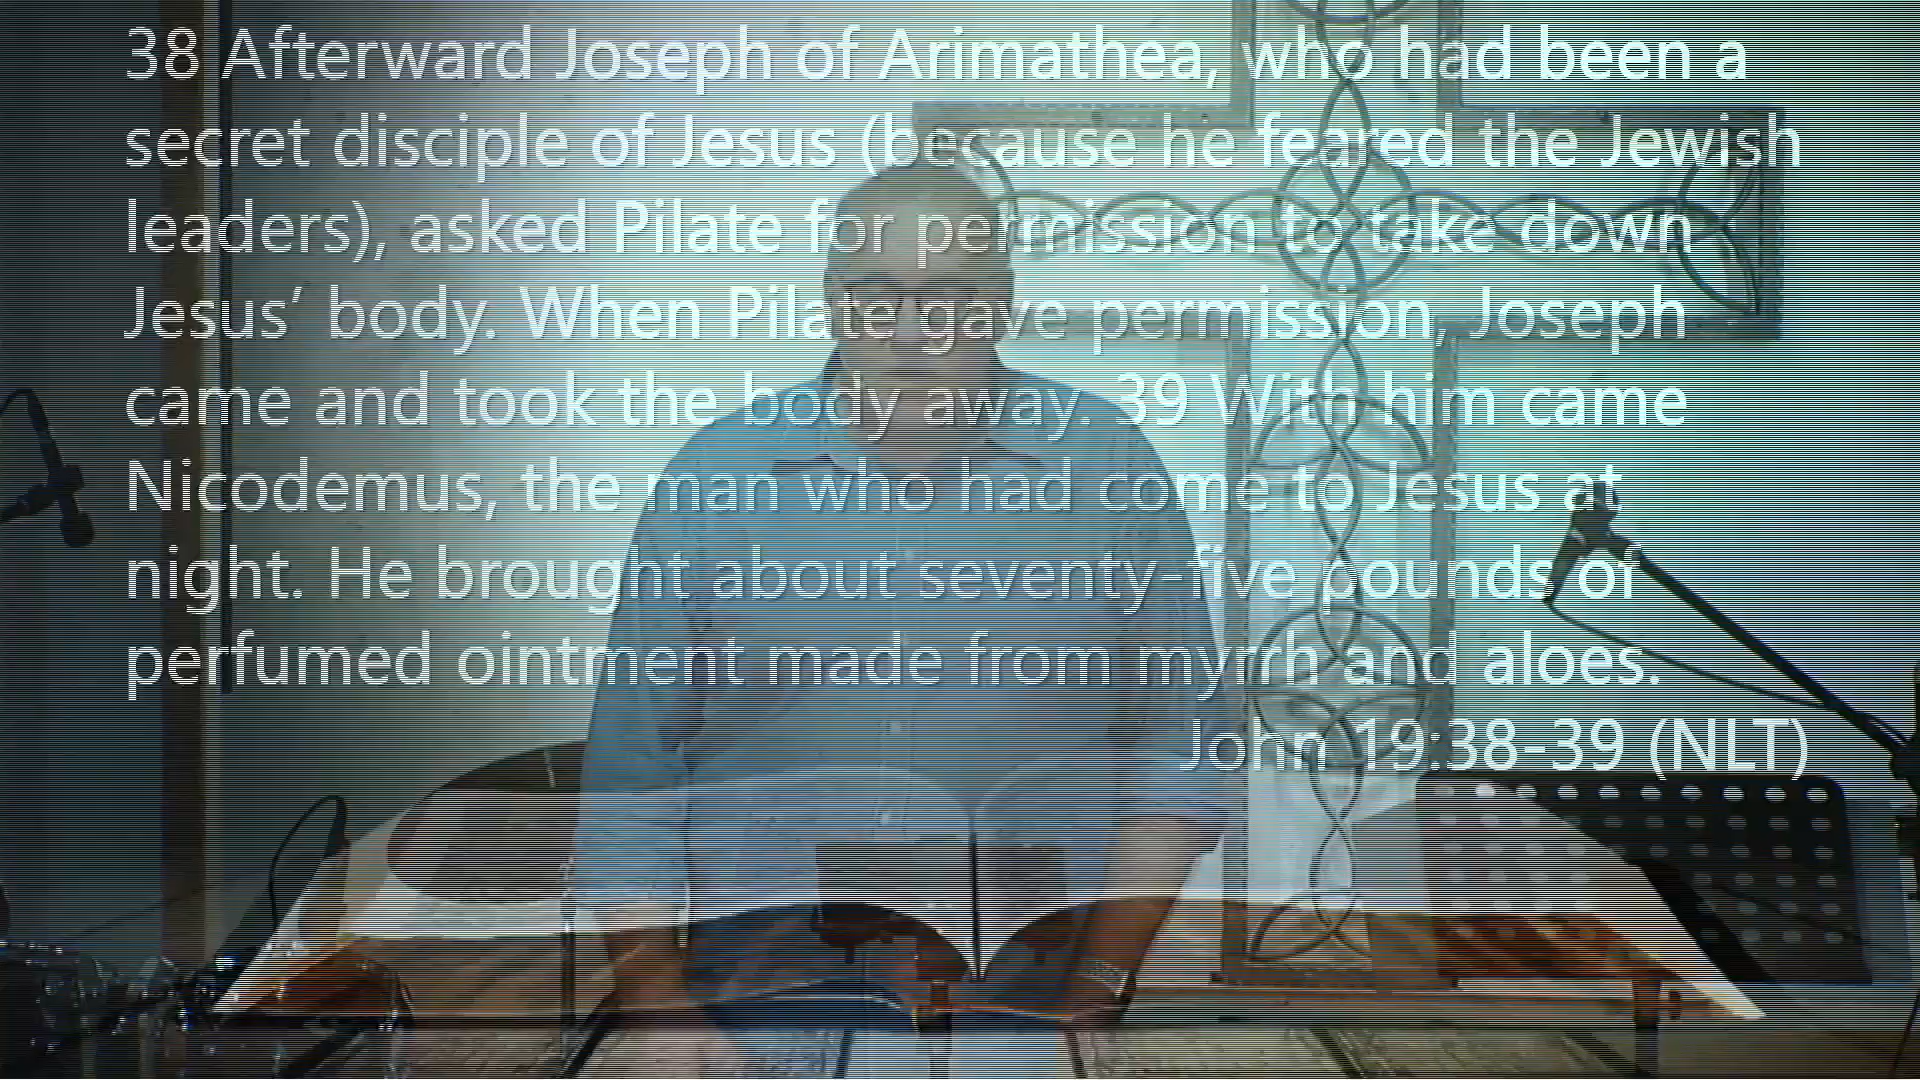 38 Afterward Joseph of Arimathea, who had been a
secret disciple of Jesus (because he feared the Jewish
leaders), asked Pilate for permission to take down
Jesus’ body. When Pilate gave permission, Joseph
came and took the body away. 39 With him came
Nicodemus, the man who had come to Jesus at
night. He brought about seventy-five pounds of
perfumed ointment made from myrrh and aloes.
John 19:38-39 (NLT)